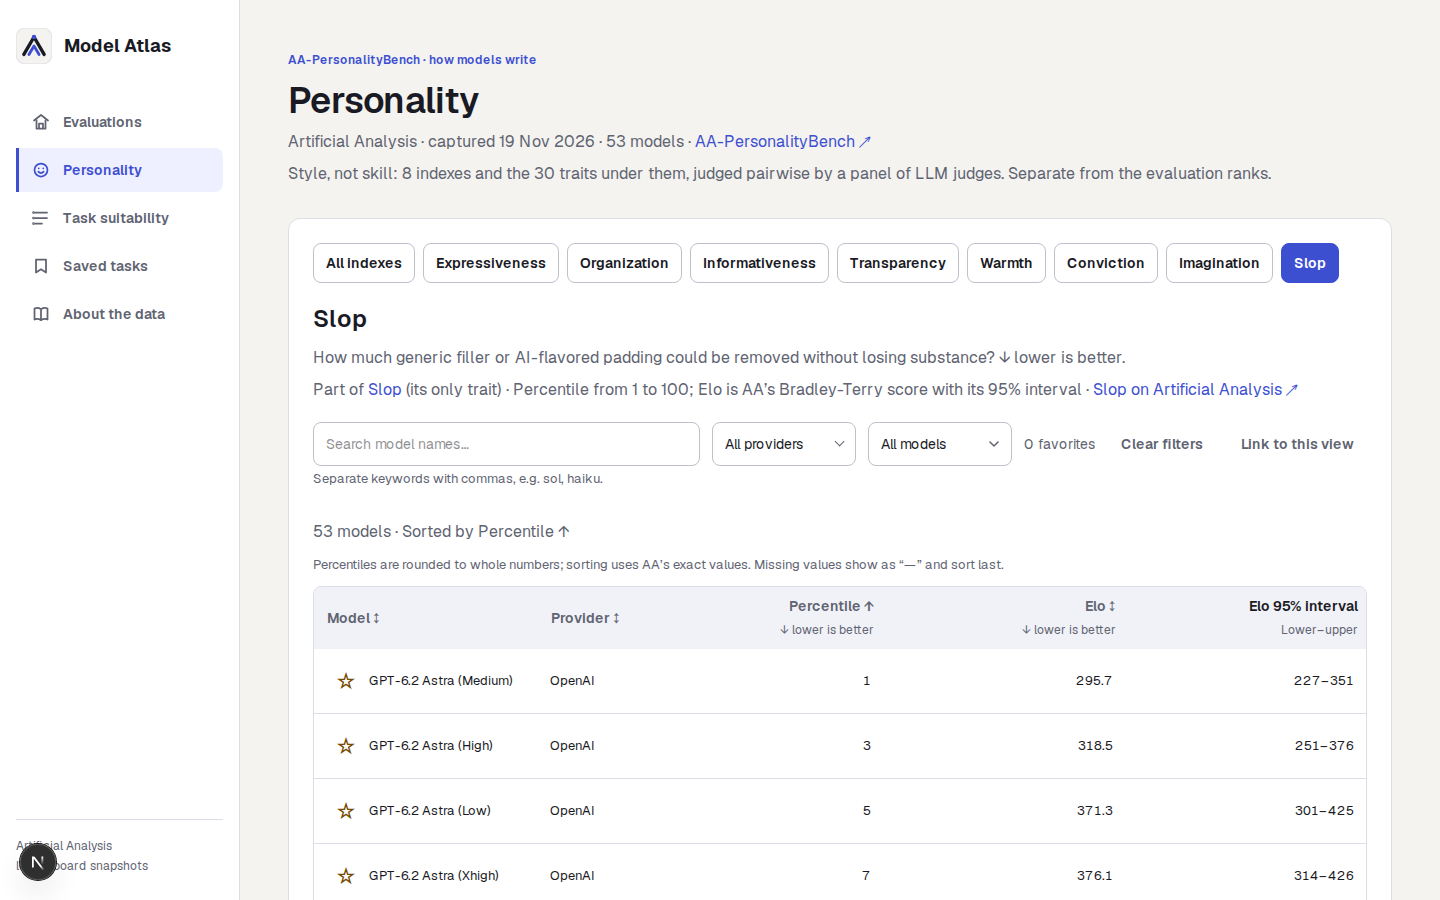 Model Atlas
Evaluations
Personality
Task suitability
Saved tasks
About the data
Artificial Analysis
board snapshots
N
AA-PersonalityBench · how models write
Personality
Artificial Analysis · captured 19 Nov 2026 · 53 models · AA-PersonalityBench ↗
Style, not skill: 8 indexes and the 30 traits under them, judged pairwise by a panel of LLM judges. Separate from the evaluation ranks.
All indexes Expressiveness Organization Informativeness Transparency Warmth Conviction Imagination Slop
Slop
How much generic filler or AI-flavored padding could be removed without losing substance? ↓ lower is better.
Part of Slop (its only trait) · Percentile from 1 to 100; Elo is AA’s Bradley-Terry score with its 95% interval · Slop on Artificial Analysis ↗
Search model names... All providers All models 0 favorites Clear filters Link to this view
Separate keywords with commas, e.g. sol, haiku.
53 models · Sorted by Percentile ↑
Percentiles are rounded to whole numbers; sorting uses AA’s exact values. Missing values show as “—” and sort last.
Model ↕ Provider ↕ Percentile ↑ Elo ↕ Elo 95% interval
↓ lower is better ↓ lower is better Lower–upper
GPT-6.2 Astra (Medium) OpenAI 1 295.7 227–351
GPT-6.2 Astra (High) OpenAI 3 318.5 251–376
GPT-6.2 Astra (Low) OpenAI 5 371.3 301–425
GPT-6.2 Astra (Xhigh) OpenAI 7 376.1 314–426